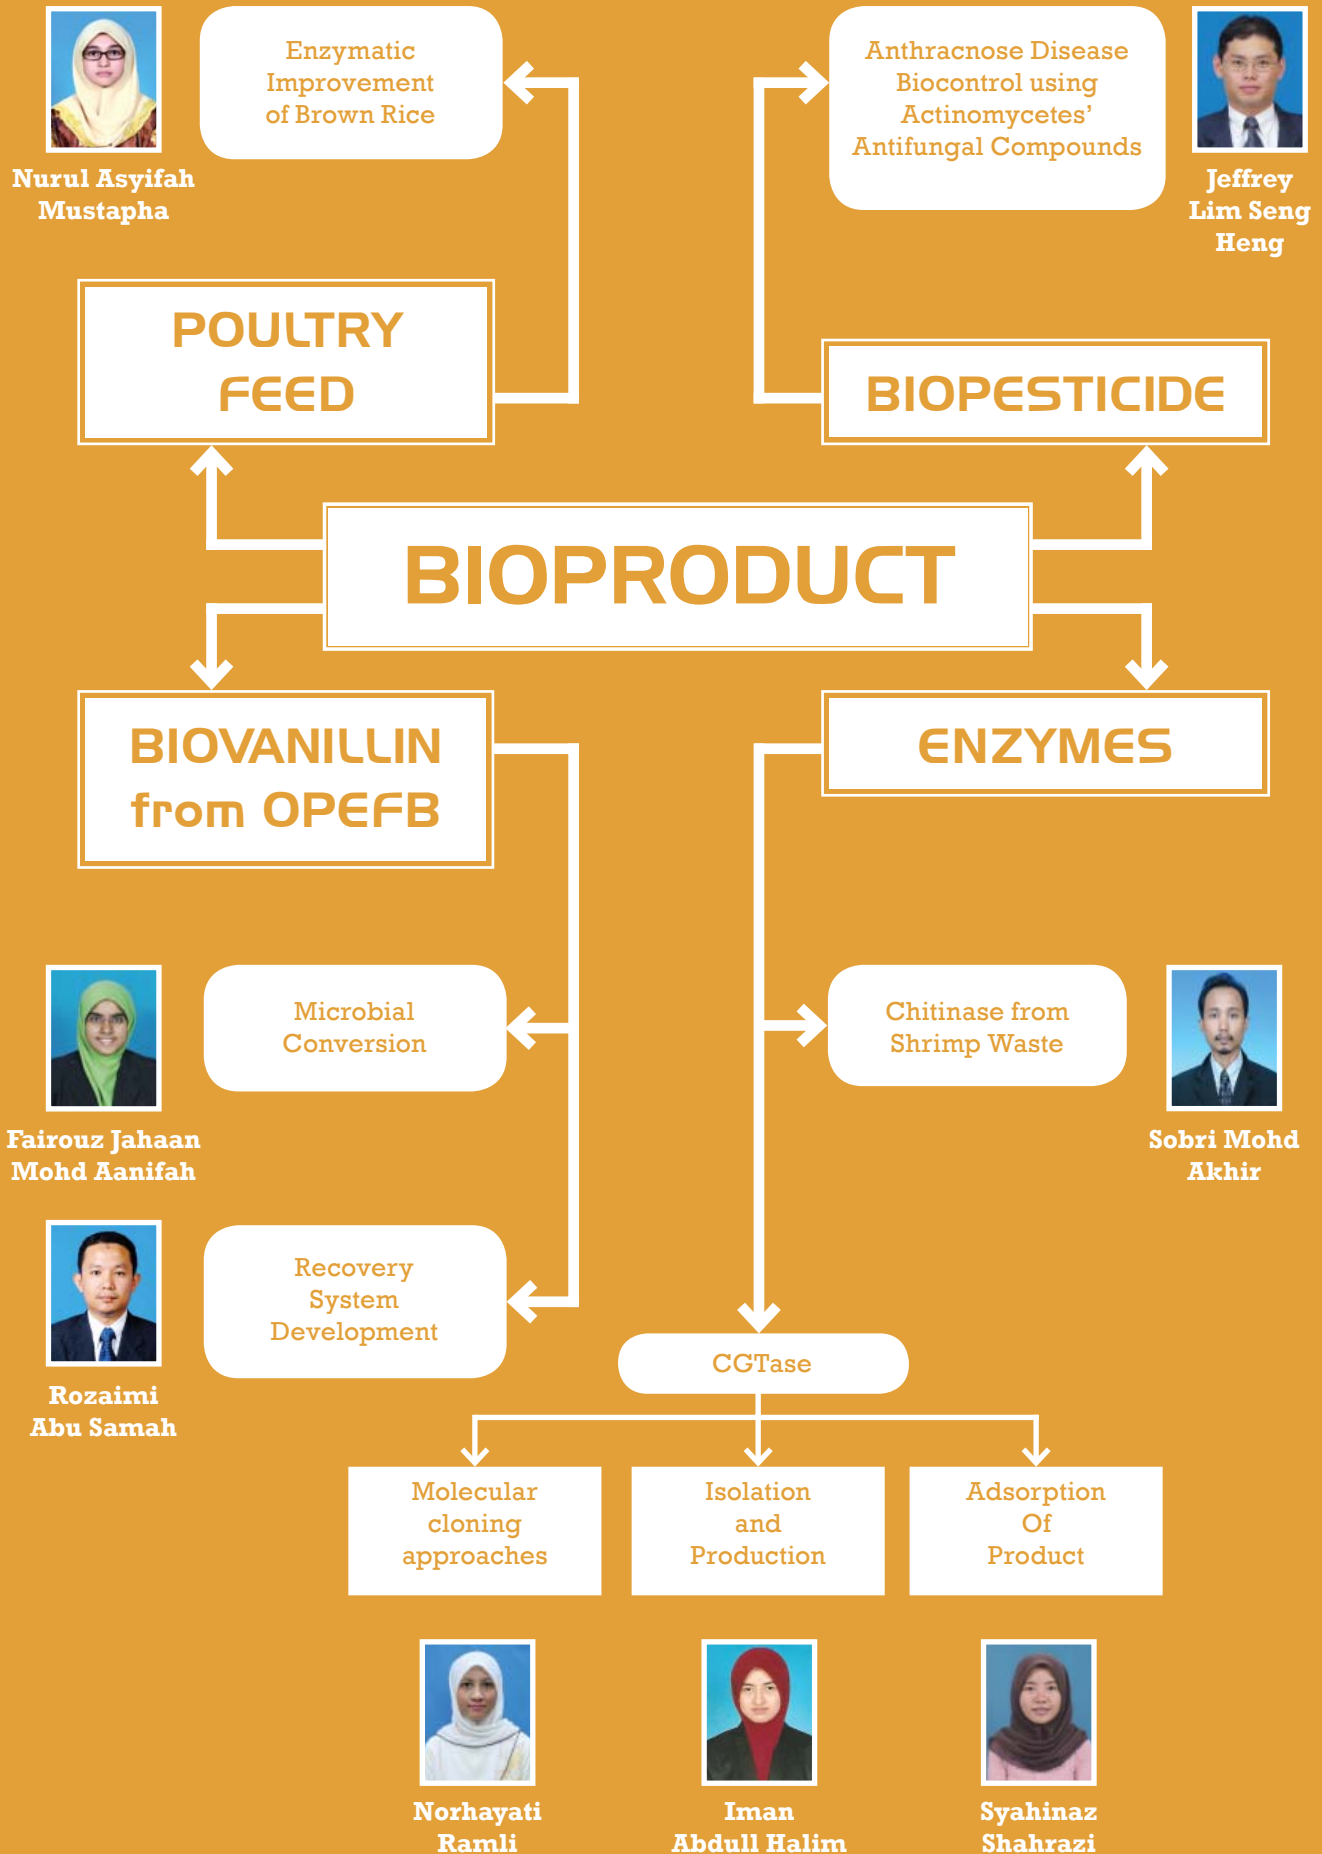 Enzymatic
Improvement
of Brown Rice
Nurul Asyifah
Mustapha
Anthracnose Disease
Biocontrol using
Actinomycetes’
Antifungal Compounds
Jeffrey
Lim Seng
Heng
POULTRY
FEED
BIOPESTICIDE
BIOPRODUCT
BIOVANILLIN
from OPEFB
ENZYMES
Microbial
Conversion
Fairouz Jahaan
Mohd Aanifah
Chitinase from
Shrimp Waste
Sobri Mohd
Akhir
Recovery
System
Development
Rozaimi
Abu Samah
CGTase
Molecular
cloning
approaches
Isolation
and
Production
Adsorption
Of
Product
Norhayati
Ramli
Iman
Abdull Halim
Syahinaz
Shahrazi